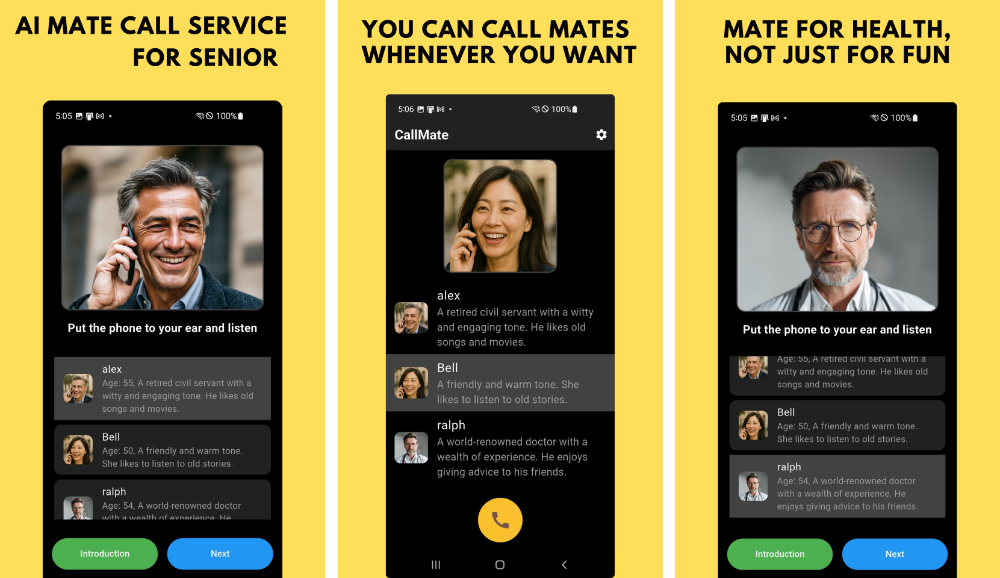 AI MATE CALL SERVICE
FOR SENIOR
5:05
100%
Put the phone to your ear and listen
alex
Age: 55, A retired civil servant with a
witty and engaging tone. He likes old
songs and movies.
Bell
Age: 50, A friendly and warm tone.
She likes to listen to old stories.
ralph
Age: 54, A world-renowned doctor
with a wealth of experience. He
Introduction
Next
YOU CAN CALL MATES
WHENEVER YOU WANT
5:06
100%
CallMate
alex
A retired civil servant with a witty
and engaging tone. He likes old
songs and movies.
Bell
A friendly and warm tone. She
likes to listen to old stories.
ralph
A world-renowned doctor with a
wealth of experience. He enjoys
giving advice to his friends.
MATE FOR HEALTH,
NOT JUST FOR FUN
5:05
100%
Put the phone to your ear and listen
Age: 55, A retired civil servant with a
witty and engaging tone. He likes old
songs and movies.
Bell
Age: 50, A friendly and warm tone.
She likes to listen to old stories.
ralph
Age: 54, A world-renowned doctor
with a wealth of experience. He
enjoys giving advice to his friends.
Introduction
Next